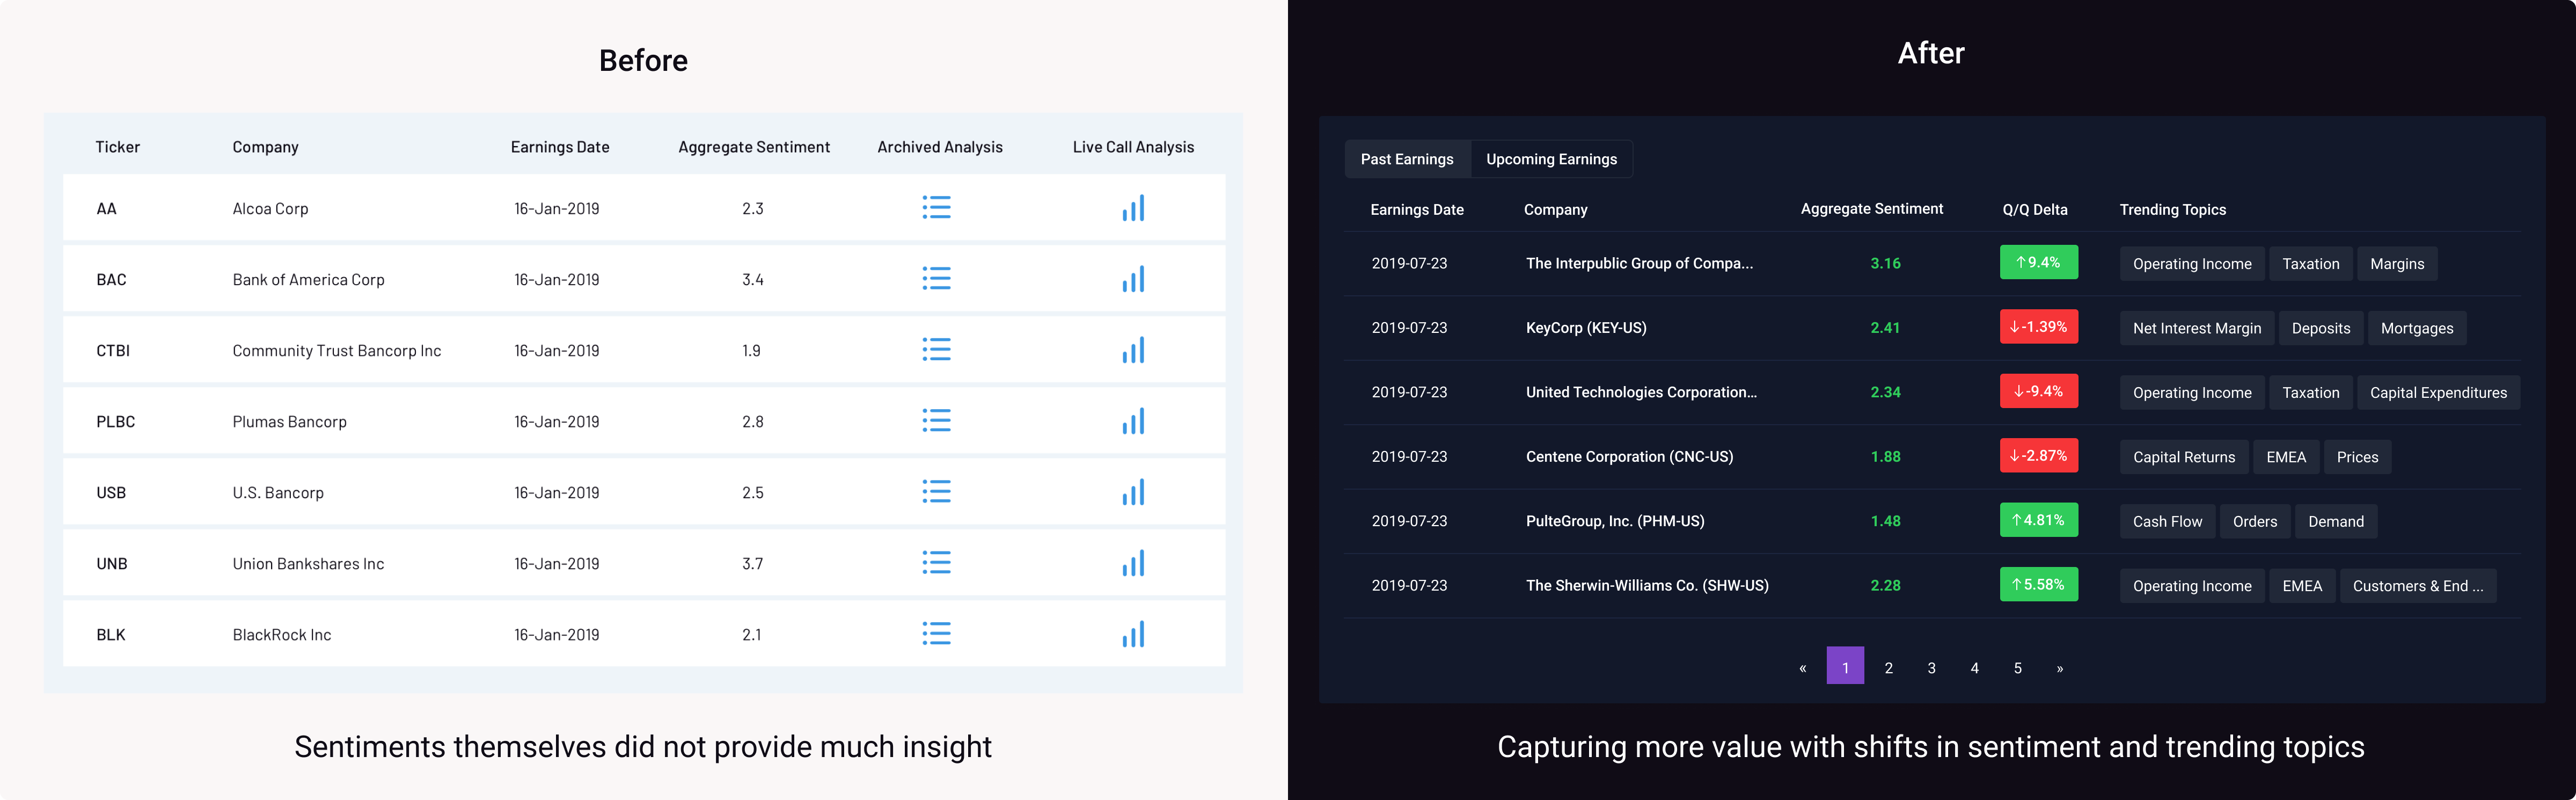 Before
Ticker Company Earnings Date Aggregate Sentiment Archived Analysis Live Call Analysis
AA Alcoa Corp 16-Jan-2019 2.3
BAC Bank of America Corp 16-Jan-2019 3.4
CTBI Community Trust Bancorp Inc 16-Jan-2019 1.9
PLBC Plumas Bancorp 16-Jan-2019 2.8
USB U.S. Bancorp 16-Jan-2019 2.5
UNB Union Bankshares Inc 16-Jan-2019 3.7
BLK BlackRock Inc 16-Jan-2019 2.1
Sentiments themselves did not provide much insight
After
Past Earnings Upcoming Earnings
Earnings Date Company Aggregate Sentiment Q/Q Delta Trending Topics
2019-07-23 The Interpublic Group of Compa... 3.16 ↑9.4% Operating Income Taxation Margins
2019-07-23 KeyCorp (KEY-US) 2.41 ↓-1.39% Net Interest Margin Deposits Mortgages
2019-07-23 United Technologies Corporation... 2.34 ↓-9.4% Operating Income Taxation Capital Expenditures
2019-07-23 Centene Corporation (CNC-US) 1.88 ↓-2.87% Capital Returns EMEA Prices
2019-07-23 PulteGroup, Inc. (PHM-US) 1.48 ↑4.81% Cash Flow Orders Demand
2019-07-23 The Sherwin-Williams Co. (SHW-US) 2.28 ↑5.58% Operating Income EMEA Customers & End ...
« 1 2 3 4 5 »
Capturing more value with shifts in sentiment and trending topics